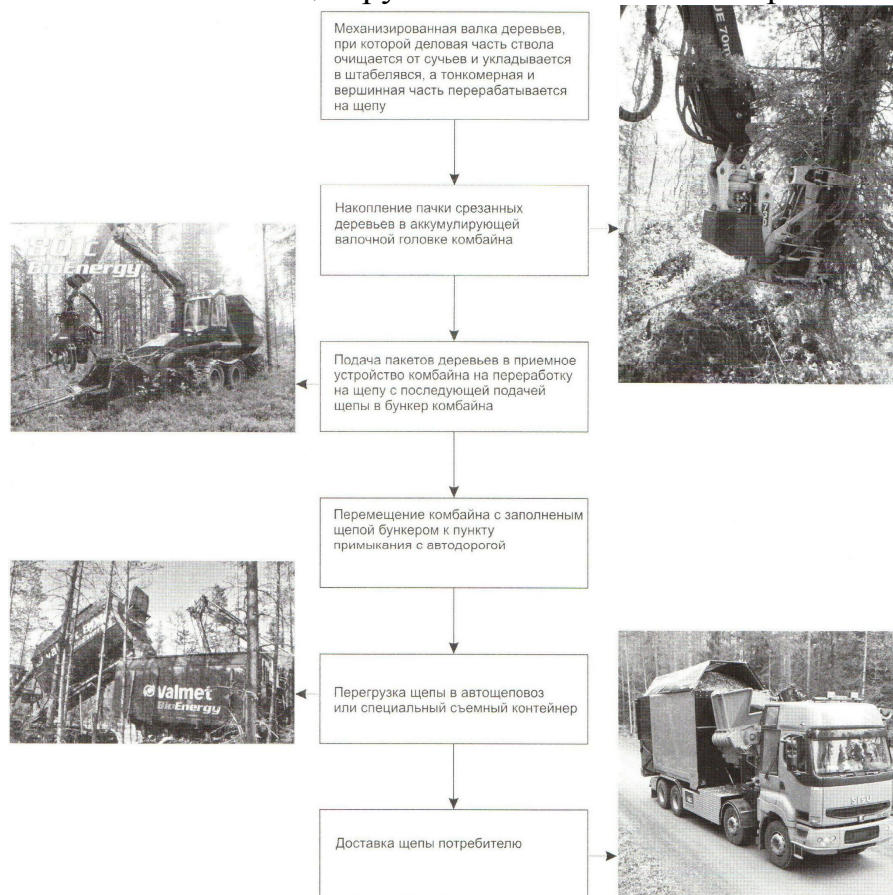 Механизированная валка деревьев,
при которой деловая часть ствола
очищается от сучьев и укладывается
в штабелявся, а тонкомерная и
вершинная часть перерабатывается
на щепу
Накопление пачки срезанных
деревьев в аккумулирующей
валочной головке комбайна
801C
BioEnergy
Подача пакетов деревьев в приемное
устройство комбайна на переработку
на щепу с последующей подачей
щепы в бункер комбайна
Перемещение комбайна с заполненым
щепой бункером к пункту
примыкания с автодорогой
Valmet
BioEnergy
Перегрузка щепы в автощеповоз
или специальный съемный контейнер
SISU
Доставка щепы потребителю